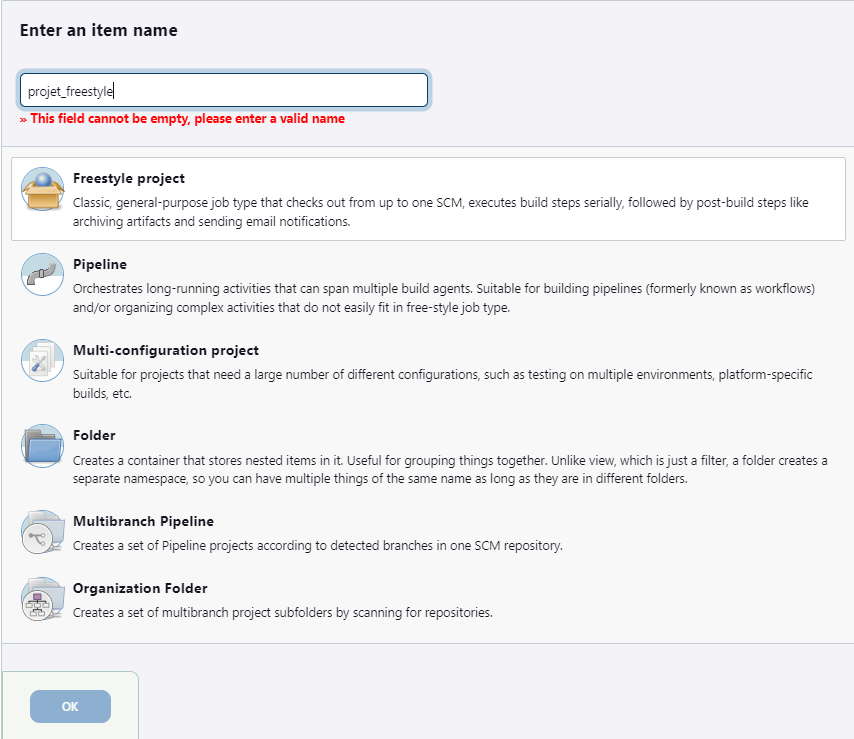 Enter an item name
projet_freestyle
» This field cannot be empty, please enter a valid name
Freestyle project
Classic, general-purpose job type that checks out from up to one SCM, executes build steps serially, followed by post-build steps like
archiving artifacts and sending email notifications.
Pipeline
Orchestrates long-running activities that can span multiple build agents. Suitable for building pipelines (formerly known as workflows)
and/or organizing complex activities that do not easily fit in free-style job type.
Multi-configuration project
Suitable for projects that need a large number of different configurations, such as testing on multiple environments, platform-specific
builds, etc.
Folder
Creates a container that stores nested items in it. Useful for grouping things together. Unlike view, which is just a filter, a folder creates a
separate namespace, so you can have multiple things of the same name as long as they are in different folders.
Multibranch Pipeline
Creates a set of Pipeline projects according to detected branches in one SCM repository.
Organization Folder
Creates a set of multibranch project subfolders by scanning for repositories.
OK